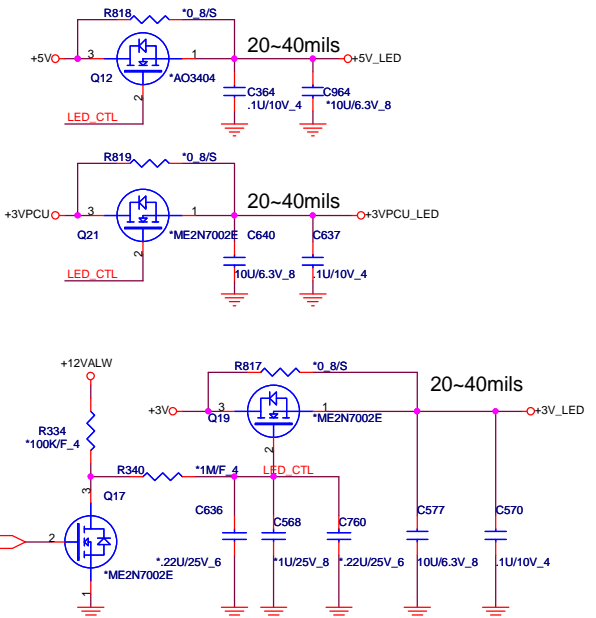 R818 *0_8/S
20~40mils
+5V 3 1 +5V_LED
Q12 *AO3404
C364 C964
2 .1U/10V_4 *10U/6.3V_8
LED_CTL
R819 *0_8/S
20~40mils
+3VPCU 3 1 +3VPCU_LED
Q21 *ME2N7002E C640 C637
2
LED_CTL 10U/6.3V_8 .1U/10V_4
+12VALW
R817 *0_8/S
20~40mils
+3V 3 1 +3V_LED
Q19 *ME2N7002E
R334
*100K/F_4
2
R340 *1M/F_4 LED_CTL
3 Q17
C636 C568 C760 C577 C570
2
*.22U/25V_6 *1U/25V_8 *.22U/25V_6 10U/6.3V_8 .1U/10V_4
*ME2N7002E
1